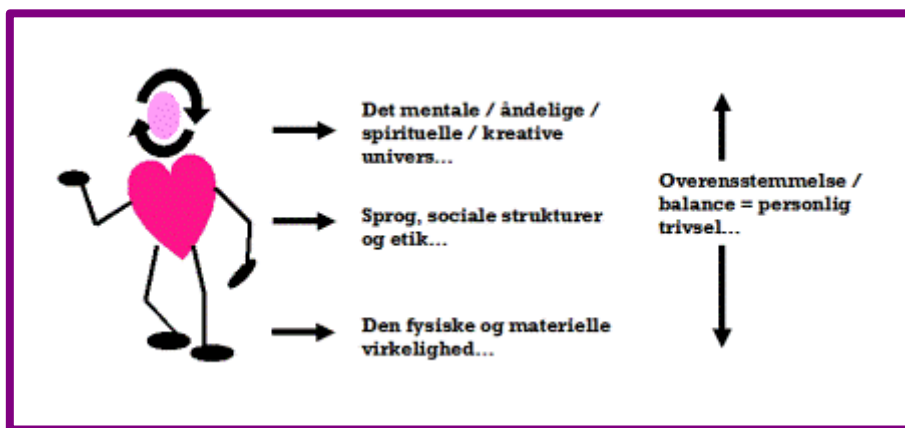 Det mentale / åndelige /
spirituelle / kreative
univers...
Sprog, sociale strukturer
og etik...
Den fysiske og materielle
virkelighed...
Overensstemmelse /
balance = personlig
trivsel...